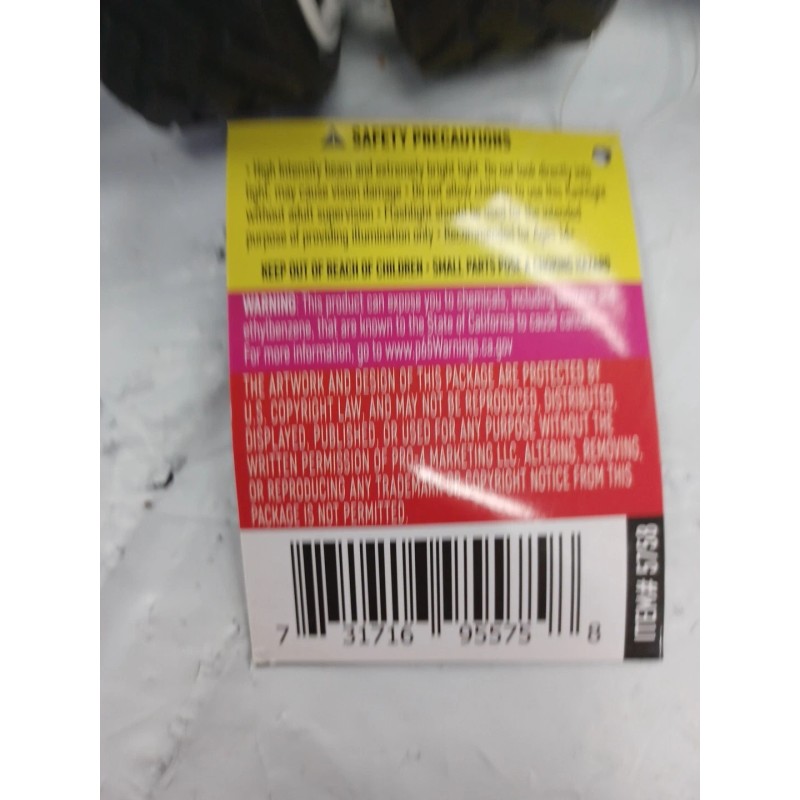 SAFETY PRECAUTIONS
• High intensity beam and extremely bright light. Do not look directly into
light, may cause vision damage • Do not allow children to use this flashlight
without adult supervision • Flashlight should be used for the intended
purpose of providing illumination only •
KEEP OUT OF REACH OF CHILDREN - SMALL PARTS POSE A CHOKING HAZARD
WARNING This product can expose you to chemicals, including
ethylbenzene, that are known to the State of California to cause
For more information, go to www.p65Warnings.ca.gov
THE ARTWORK AND DESIGN OF THIS PACKAGE ARE PROTECTED BY
U.S. COPYRIGHT LAW, AND MAY NOT BE REPRODUCED, DISTRIBUTED,
DISPLAYED, PUBLISHED, OR USED FOR ANY PURPOSE WITHOUT THE
WRITTEN PERMISSION OF PRO-4 MARKETING LLC. ALTERING, REMOVING,
OR REPRODUCING ANY TRADEMARK OR COPYRIGHT NOTICE FROM THIS
PACKAGE IS NOT PERMITTED.
7 31716 95575 8
ITEM# 5758